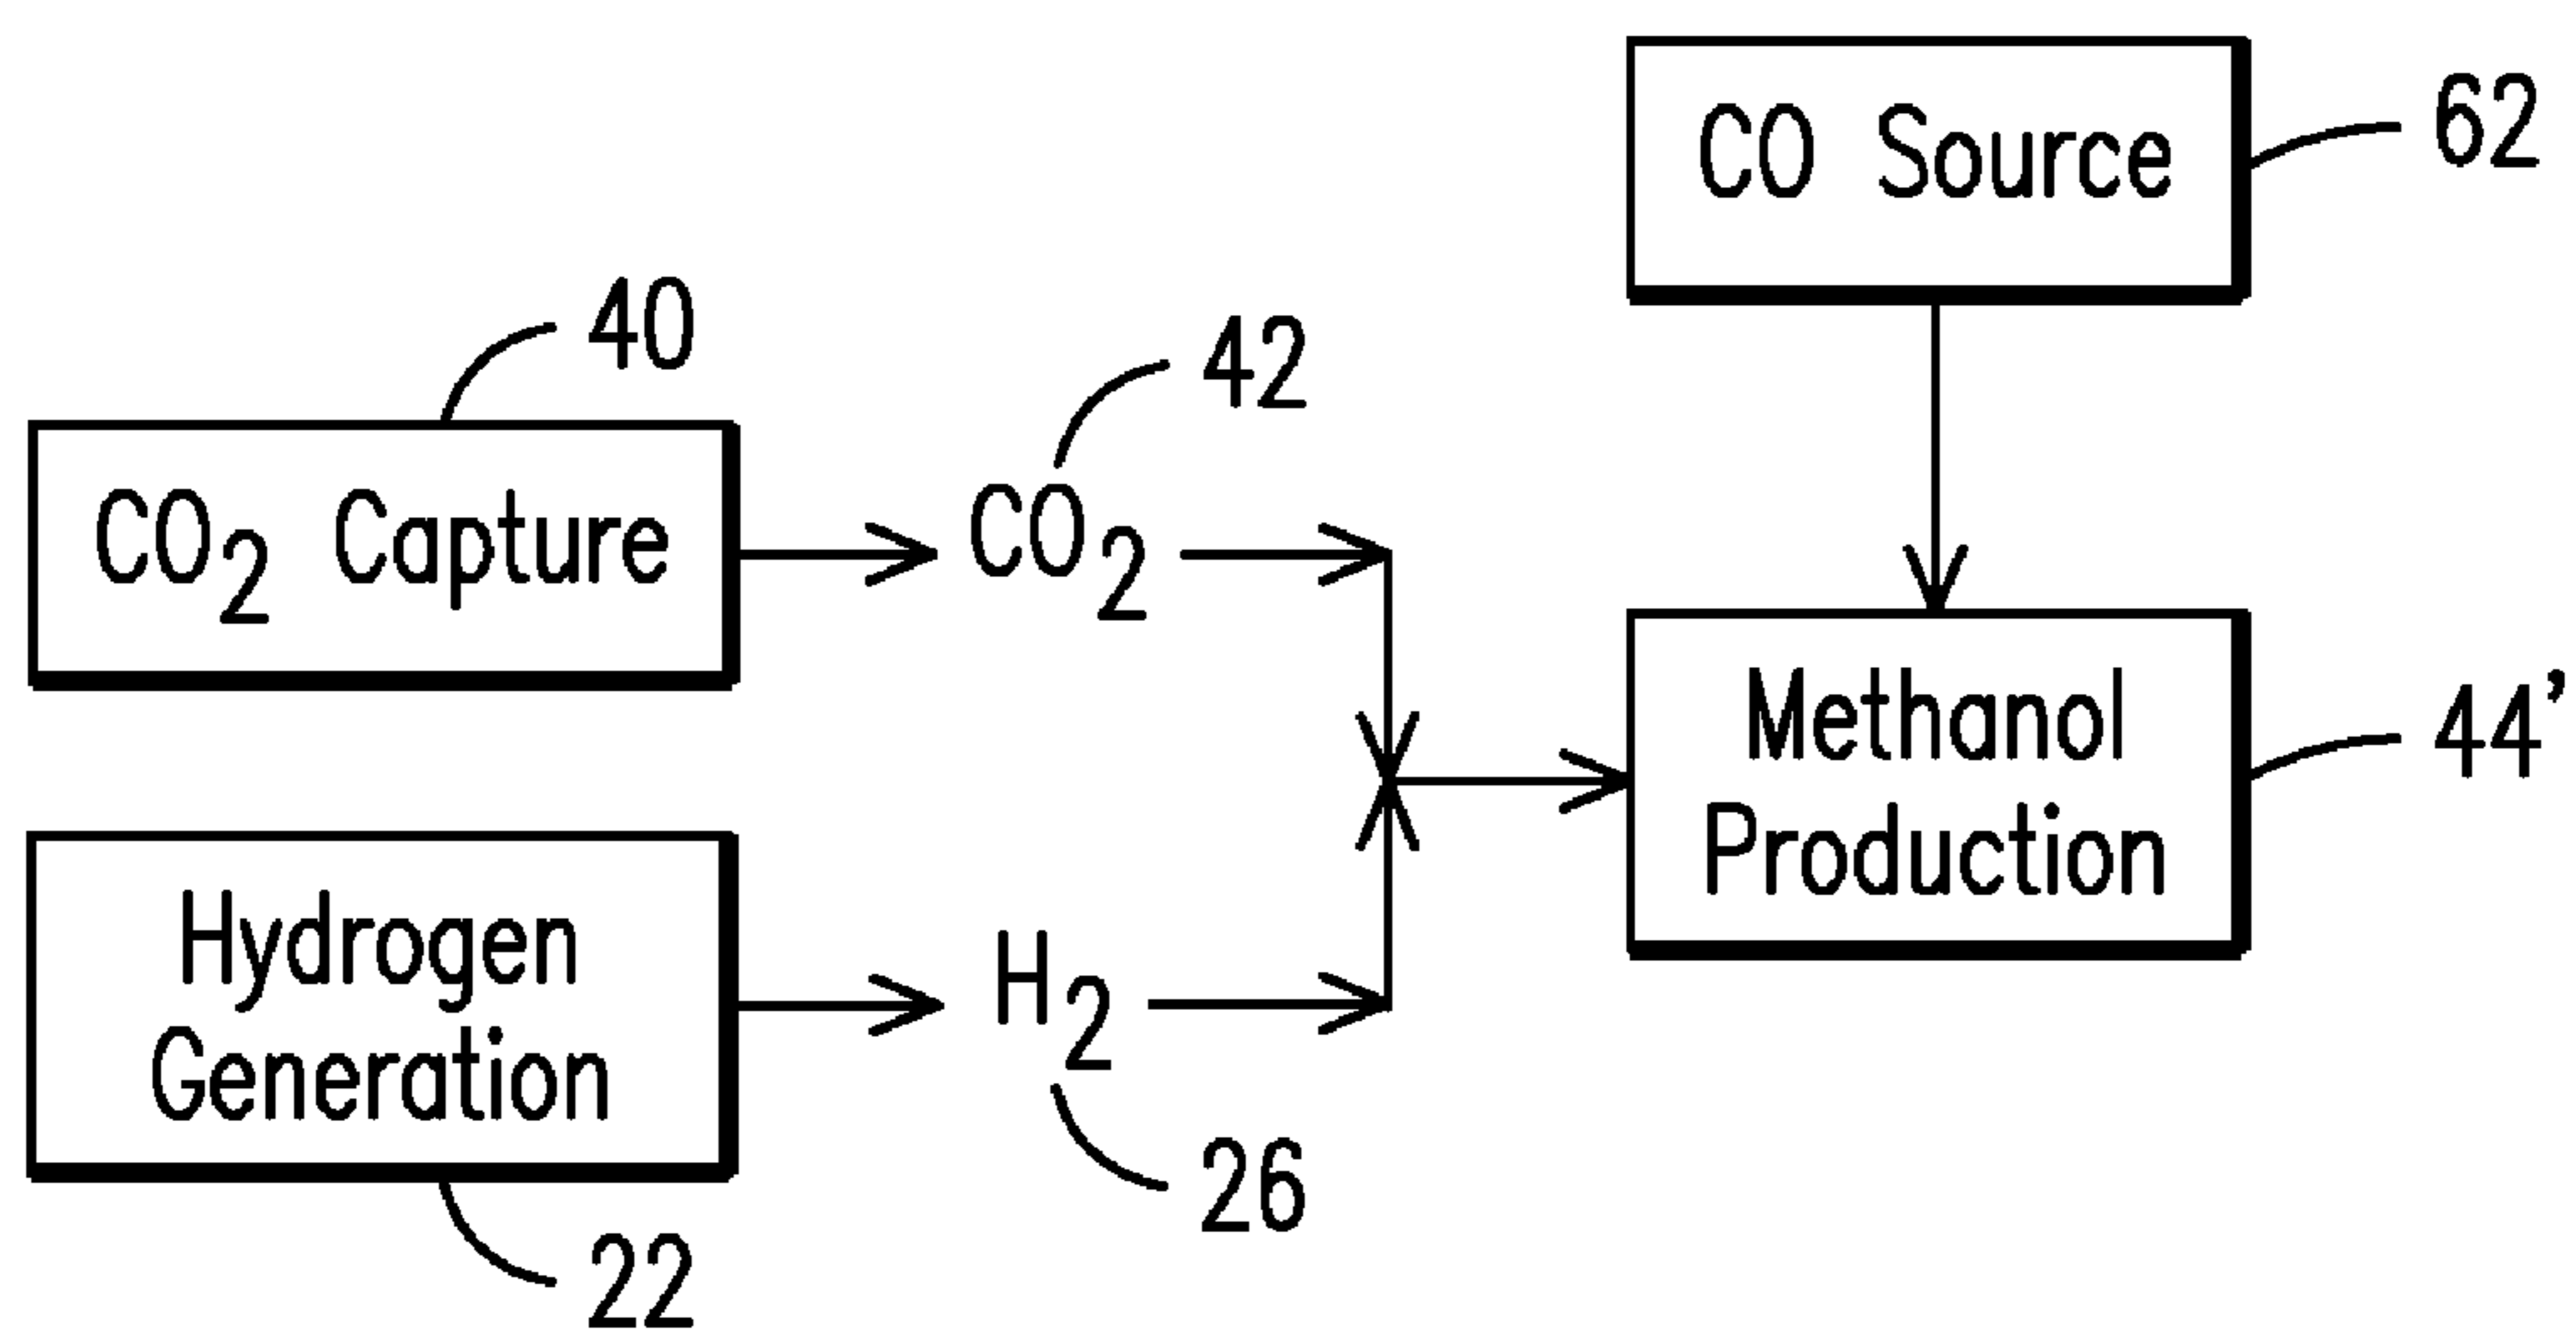 CO Source
62
40
42
CO2 Capture
CO2
Methanol
Production
44'
Hydrogen
Generation
H2
26
22